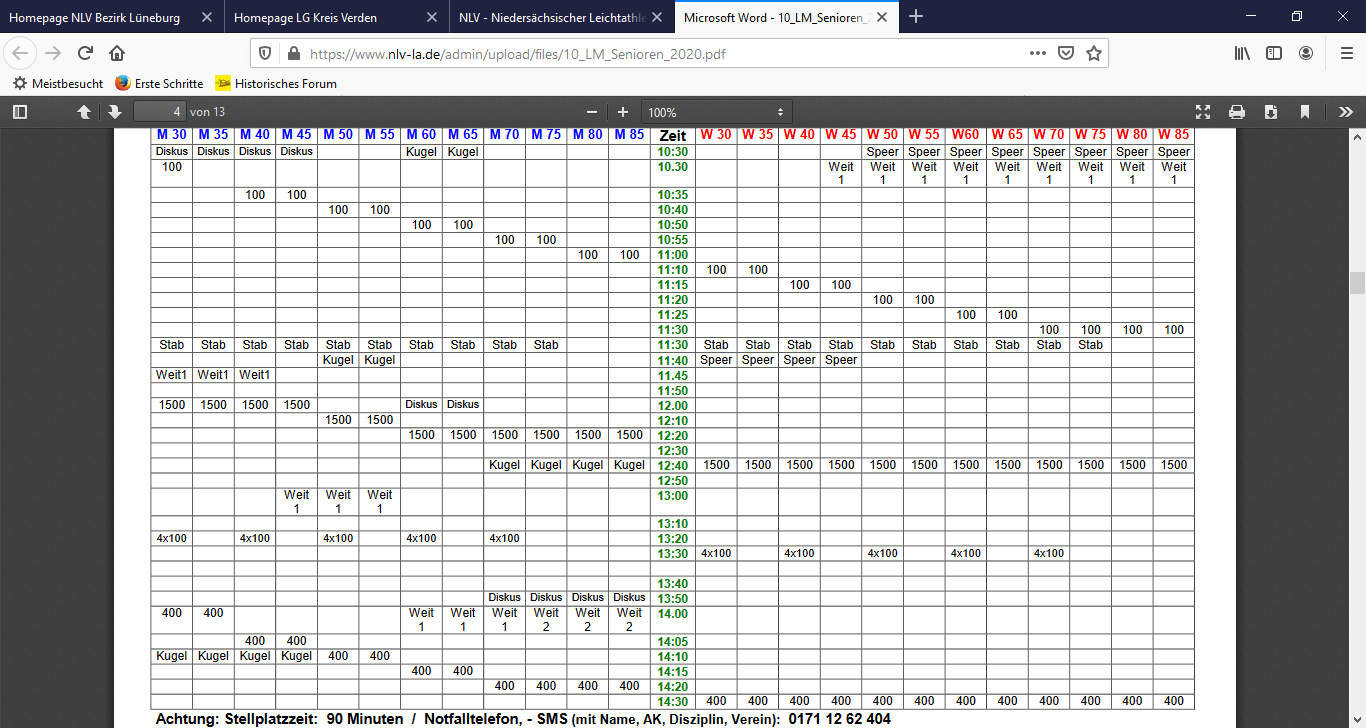 Homepage NLV Bezirk Lüneburg
Homepage LG Kreis Verden
NLV - Niedersächsischer Leichtathle
Microsoft Word - 10_LM_Senioren_
https://www.nlv-la.de/admin/upload/files/10_LM_Senioren_2020.pdf
Meistbesucht Erste Schritte Historisches Forum
4 von 13 100%
M 30 M 35 M 40 M 45 M 50 M 55 M 60 M 65 M 70 M 75 M 80 M 85 Zeit W 30 W 35 W 40 W 45 W 50 W 55 W60 W 65 W 70 W 75 W 80 W 85
Diskus Diskus Diskus Diskus Kugel Kugel 10:30 Speer Speer Speer Speer Speer Speer Speer Speer
100 10.30 Weit Weit Weit Weit Weit Weit Weit Weit Weit
1 1 1 1 1 1 1 1 1
100 100 10:35
100 100 10:40
100 100 10:50
100 100 10:55
100 100 11:00
11:10 100 100
11:15 100 100
11:20 100 100
11:25 100 100
11:30 100 100 100 100
Stab Stab Stab Stab Stab Stab Stab Stab Stab Stab 11:30 Stab Stab Stab Stab Stab Stab Stab Stab Stab Stab
Kugel Kugel 11:40 Speer Speer Speer Speer
Weit1 Weit1 Weit1 11.45
11:50
1500 1500 1500 1500 Diskus Diskus 12.00
1500 1500 12:10
1500 1500 1500 1500 1500 1500 12:20
12:30
Kugel Kugel Kugel Kugel 12:40 1500 1500 1500 1500 1500 1500 1500 1500 1500 1500 1500 1500
12:50
Weit Weit Weit 13:00
1 1 1
13:10
4x100 4x100 4x100 4x100 4x100 13:20
13:30 4x100 4x100 4x100 4x100 4x100
13:40
Diskus Diskus Diskus Diskus 13:50
400 400 Weit Weit Weit Weit Weit Weit 14.00
1 1 1 2 2 2
400 400 14:05
Kugel Kugel Kugel Kugel 400 400 14:10
400 400 14:15
400 400 400 400 14:20
14:30 400 400 400 400 400 400 400 400 400 400 400 400
Achtung: Stellplatzzeit: 90 Minuten / Notfalltelefon, - SMS (mit Name, AK, Disziplin, Verein): 0171 12 62 404